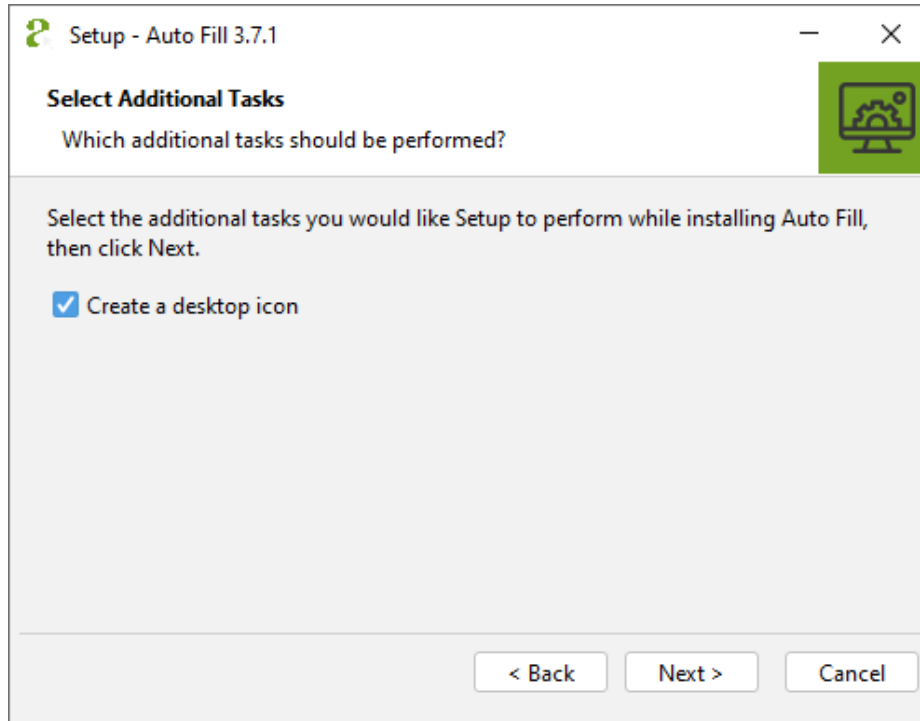 Setup - Auto Fill 3.7.1
Select Additional Tasks
Which additional tasks should be performed?
Select the additional tasks you would like Setup to perform while installing Auto Fill,
then click Next.
Create a desktop icon
< Back
Next >
Cancel